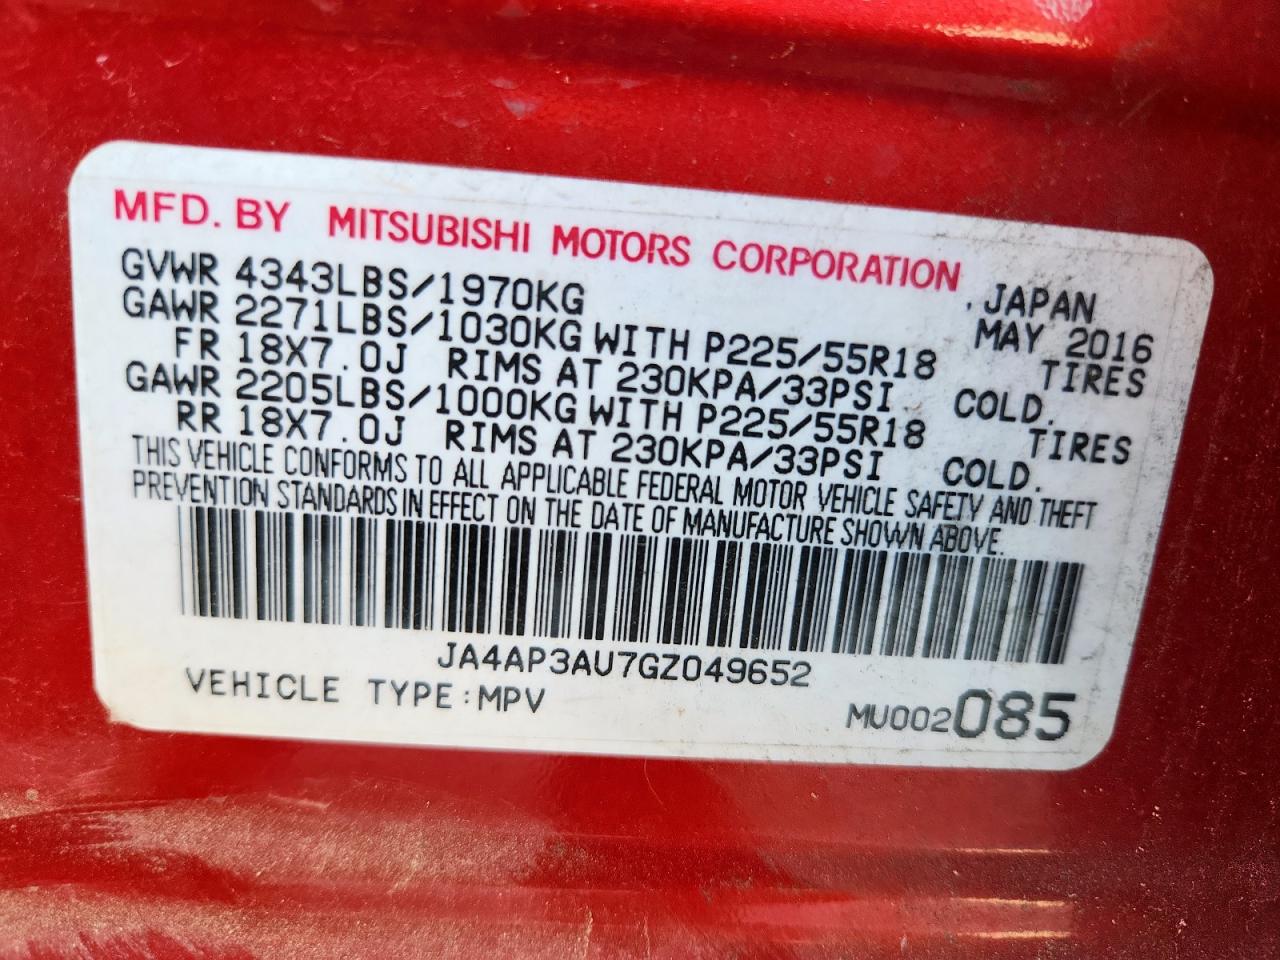 MFD. BY MITSUBISHI MOTORS CORPORATION, JAPAN
GVWR 4343LBS/1970KG MAY 2016
GAWR 2271LBS/1030KG WITH P225/55R18 TIRES
FR 18X7.0J RIMS AT 230KPA/33PSI COLD.
GAWR 2205LBS/1000KG WITH P225/55R18 TIRES
RR 18X7.0J RIMS AT 230KPA/33PSI COLD.
THIS VEHICLE CONFORMS TO ALL APPLICABLE FEDERAL MOTOR VEHICLE SAFETY AND THEFT
PREVENTION STANDARDS IN EFFECT ON THE DATE OF MANUFACTURE SHOWN ABOVE.
JA4AP3AU7GZ049652
VEHICLE TYPE:MPV MU002085